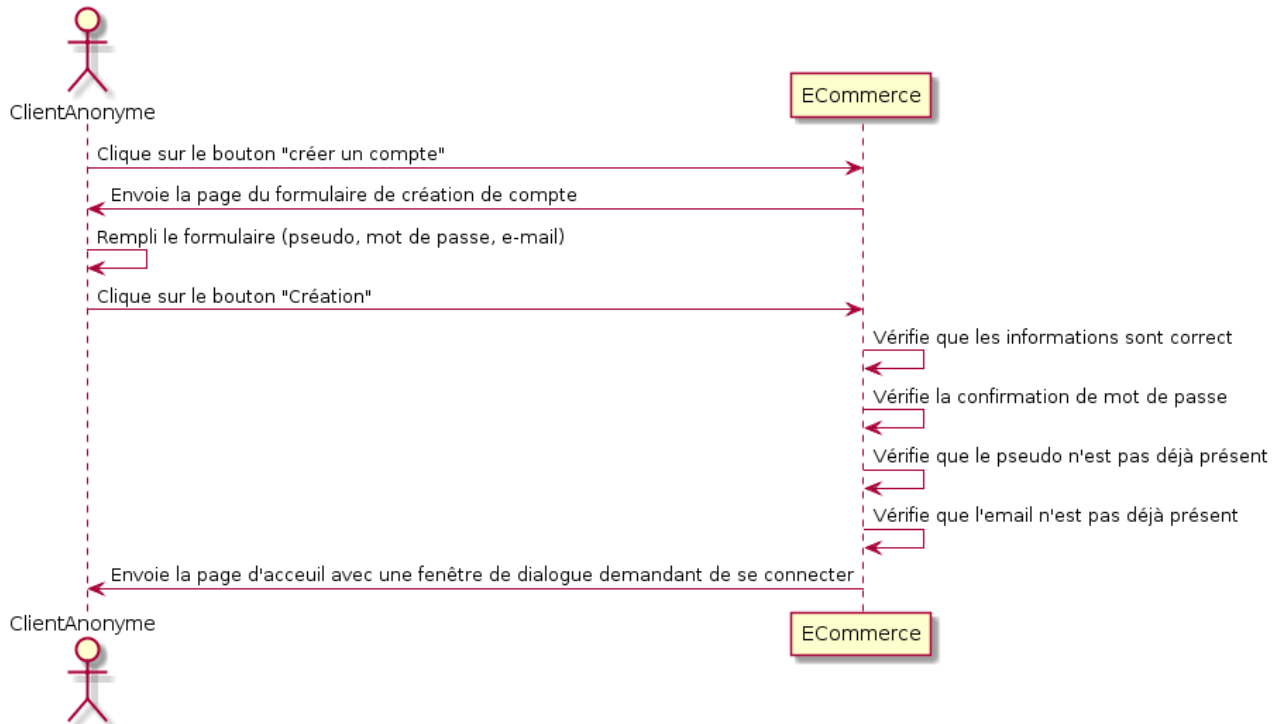 ClientAnonyme
ECommerce
Clique sur le bouton "créer un compte"
Envoie la page du formulaire de création de compte
Rempli le formulaire (pseudo, mot de passe, e-mail)
Clique sur le bouton "Création"
Vérifie que les informations sont correct
Vérifie la confirmation de mot de passe
Vérifie que le pseudo n'est pas déjà présent
Vérifie que l'email n'est pas déjà présent
Envoie la page d'acceuil avec une fenêtre de dialogue demandant de se connecter
ClientAnonyme
ECommerce